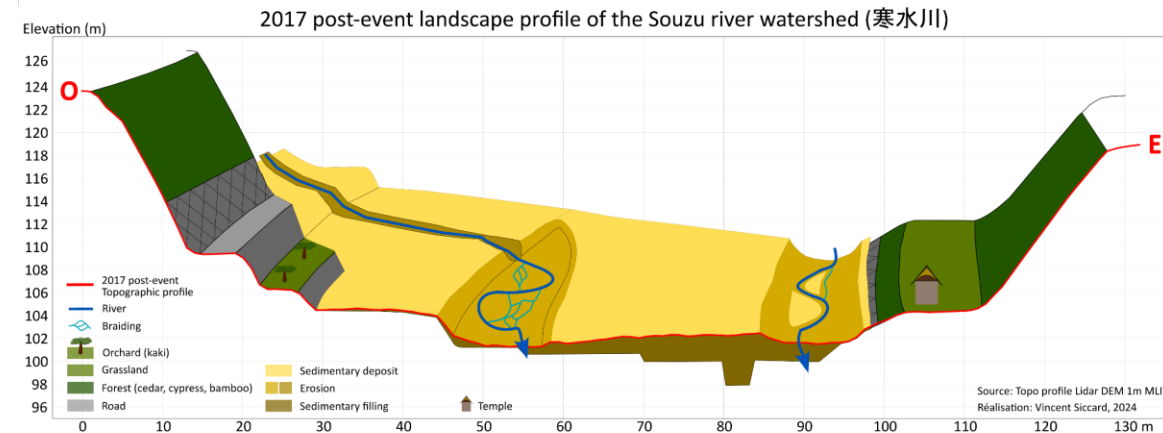 2017 post-event landscape profile of the Souzu river watershed (寒水川)
Elevation (m)
126
124
122
120
118
116
114
112
110
108
106
104
102
100
98
96
O
E
2017 post-event
Topographic profile
River
Braiding
Orchard (kaki)
Grassland
Forest (cedar, cypress, bamboo)
Road
Sedimentary deposit
Erosion
Sedimentary filling
Temple
Source: Topo profile Lidar DEM 1m MLI
Réalisation: Vincent Siccard, 2024
0 10 20 30 40 50 60 70 80 90 100 110 120 130 m